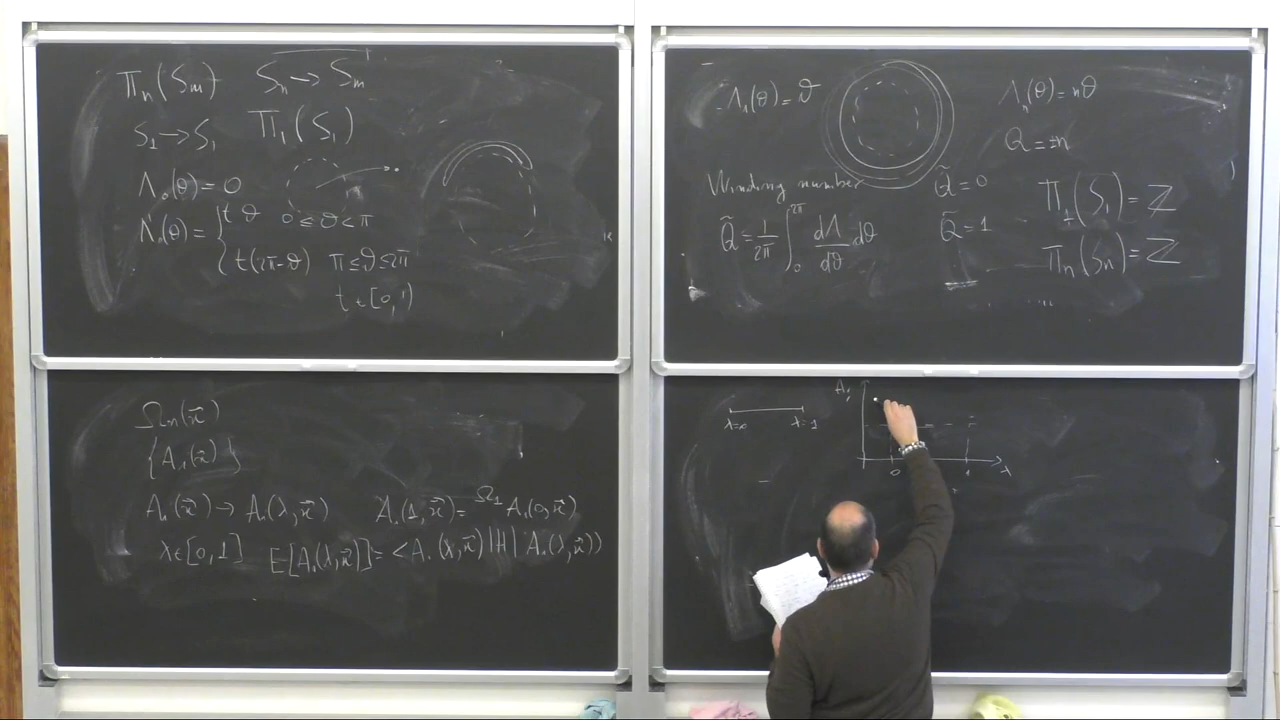 Π_n(S_m)   S_n → S_m
S_1 → S_1   Π_1(S_1)
Λ_0(θ) = 0
Λ_0(θ) = { tθ   0 ≤ θ < π
t(2π-θ)   π ≤ θ ≤ 2π
t ∈ [0,1)
Λ_1(θ) = θ   Λ_n(θ) = nθ
Q = ±n
Winding number   Q̃ = 0   Π_1(S_1) = ℤ
Q̃ = 1/2π ∫_0^{2π} dΛ/dθ dθ   Q̃ = 1   Π_n(S_n) = ℤ
Ω_n(x⃗)
{A_i(x⃗)}
A_i(x⃗) → A_i(λ,x⃗)   A_i(1,x⃗) = ^{Ω_1}A_i(0,x⃗)
λ ∈ [0,1]   E[A_i(λ,x⃗)] = <A_i(λ,x⃗)|H|A_i(λ,x⃗)>
A_i
λ=0   λ=1
0   1   λ